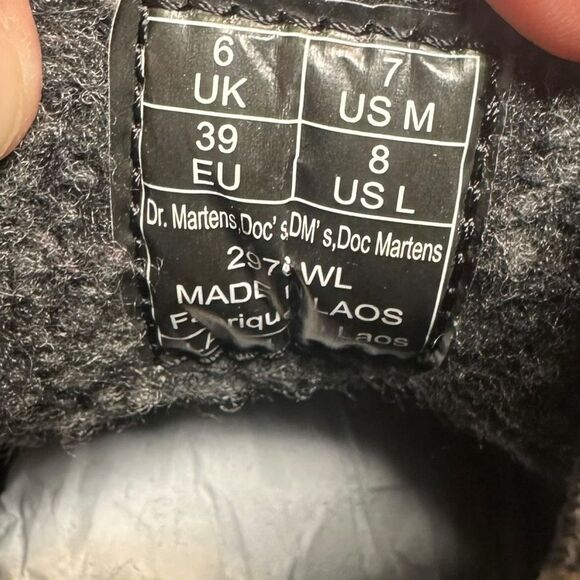 6 UK
7 US M
39 EU
8 US L
Dr. Martens,Doc's,DM's,Doc Martens
WL
MADE LAOS
Laos